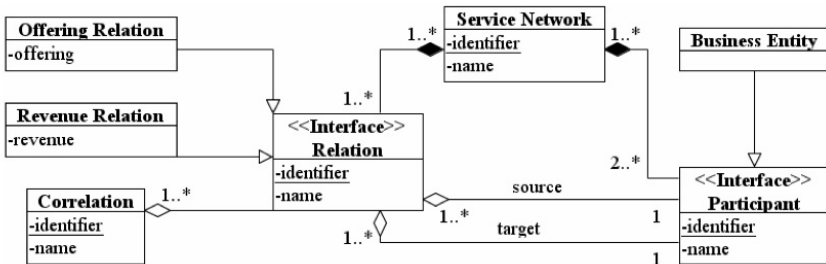 Offering Relation
-offering
Revenue Relation
-revenue
Correlation
-identifier
-name
1..*
Service Network
-identifier
-name
1..*
1..*
1..*
2..*
<<Interface>>
Relation
-identifier
-name
1..*
1..*
source
target
1
1
Business Entity
<<Interface>>
Participant
-identifier
-name